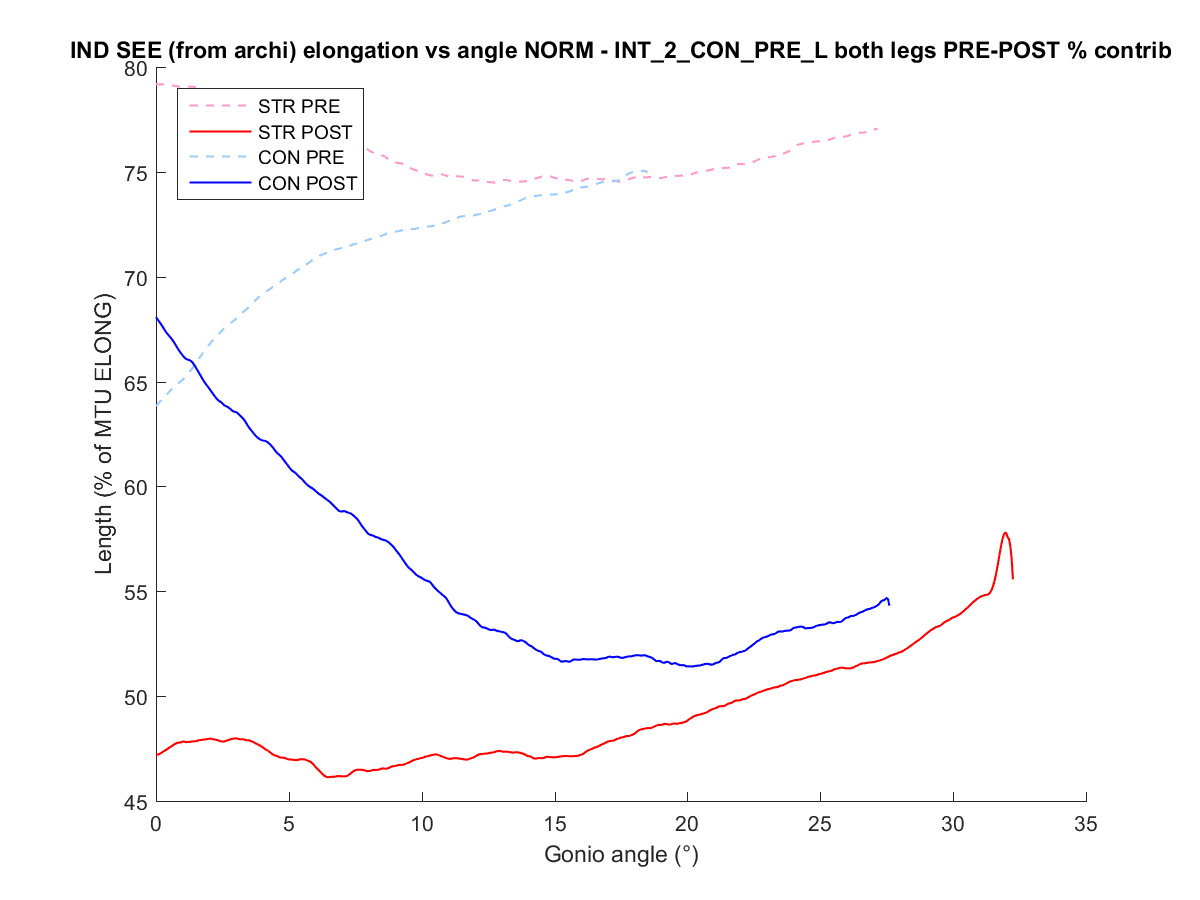 IND SEE (from archi) elongation vs angle NORM - INT_2_CON_PRE_L both legs PRE-POST % contrib
80
75
70
65
60
55
50
45
STR PRE
STR POST
CON PRE
CON POST
Length (% of MTU ELONG)
0 5 10 15 20 25 30 35
Gonio angle (°)